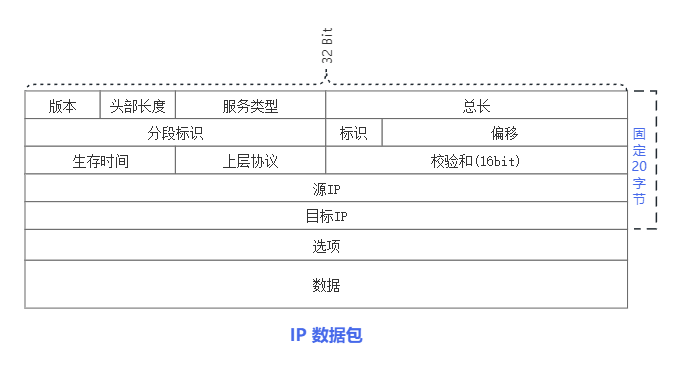 32 Bit
版本 头部长度 服务类型 总长
分段标识 标识 偏移
生存时间 上层协议 校验和(16bit)
源IP
目标IP
选项
数据
固定20字节
IP 数据包